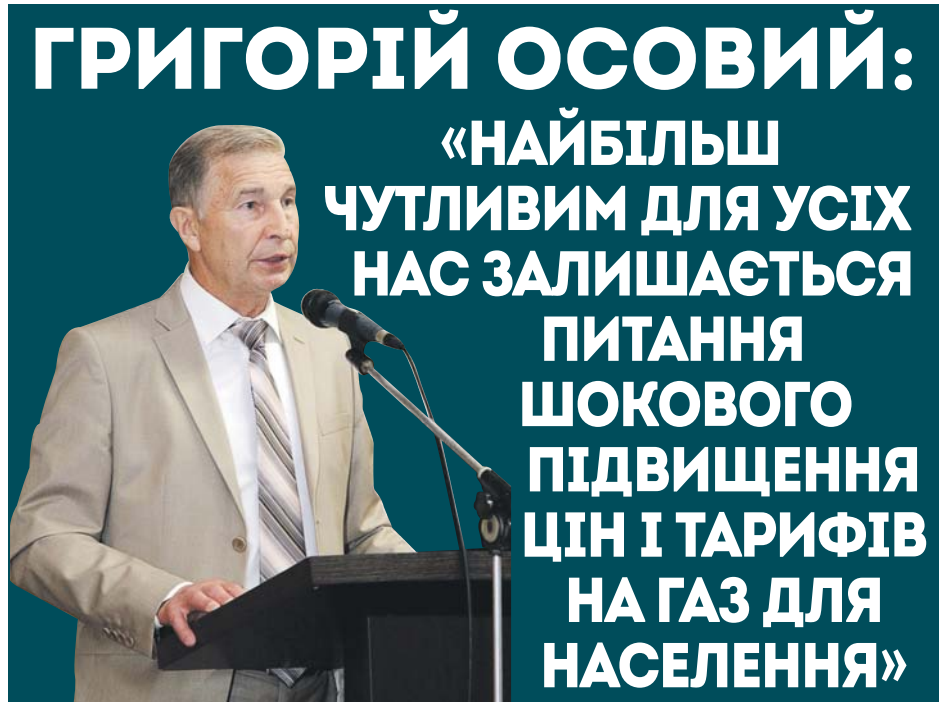 ГРИГОРІЙ ОСОВИЙ:
«НАЙБІЛЬШ
ЧУТЛИВИМ ДЛЯ УСІХ
НАС ЗАЛИШАЄТЬСЯ
ПИТАННЯ
ШОКОВОГО
ПІДВИЩЕННЯ
ЦІН І ТАРИФІВ
НА ГАЗ ДЛЯ
НАСЕЛЕННЯ»